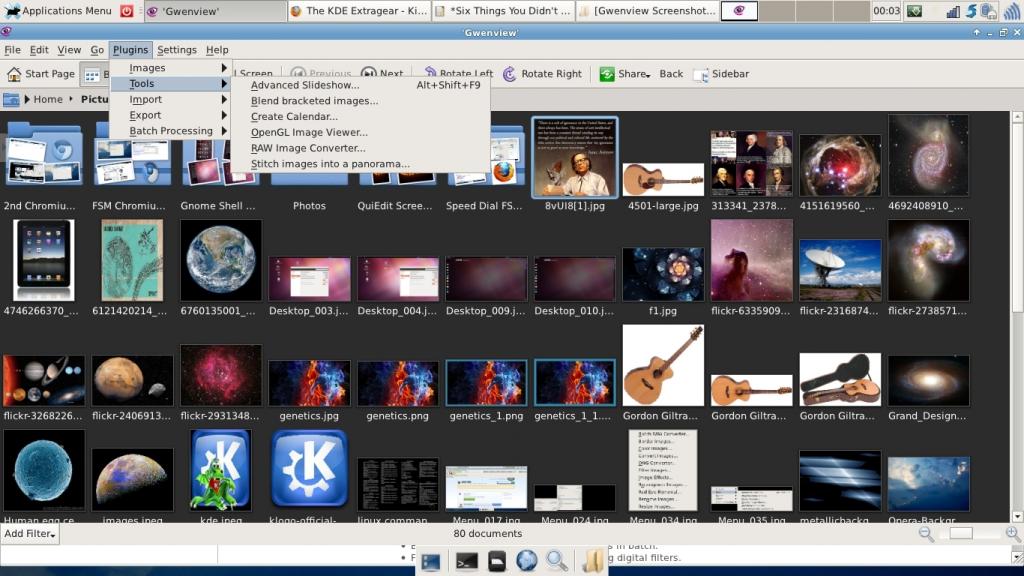 Applications Menu
'Gwenview'
The KDE Extragear - Ki...
*Six Things You Didn't ...
[Gwenview Screenshot...
00:03
'Gwenview'
File Edit View Go Plugins Settings Help
Start Page
Screen
Previous
Next
Rotate Left
Rotate Right
Share
Back
Sidebar
Home
Pictu
Images
Tools
Import
Export
Batch Processing
Advanced Slideshow... Alt+Shift+F9
Blend bracketed images...
Create Calendar...
OpenGL Image Viewer...
RAW Image Converter...
Stitch images into a panorama...
2nd Chromiu... FSM Chromiu... Gnome Shell ... Photos QuiEdit Scree... Speed Dial FS... 8vUI8[1].jpg 4501-large.jpg 313341_2378... 4151619560_... 4692408910_...
4746266370_... 6121420214_... 6760135001_... Desktop_003.j... Desktop_004.j... Desktop_009.j... Desktop_010.j... f1.jpg flickr-6335909... flickr-2316874... flickr-2738571...
flickr-3268226... flickr-2406913... flickr-2931348... genetics.jpg genetics.png genetics_1.png genetics_1_1.... Gordon Giltra... Gordon Giltra... Gordon Giltra... Grand_Design...
Human egg ce... images.jpeg kde.jpeg klogo-official- linux comman... Menu_017.jpg Menu_024.jpg Menu_034.jpg Menu_035.jpg metallicbackg... Opera-Backgr...
Add Filter
80 documents
s in batch.
g digital filters.